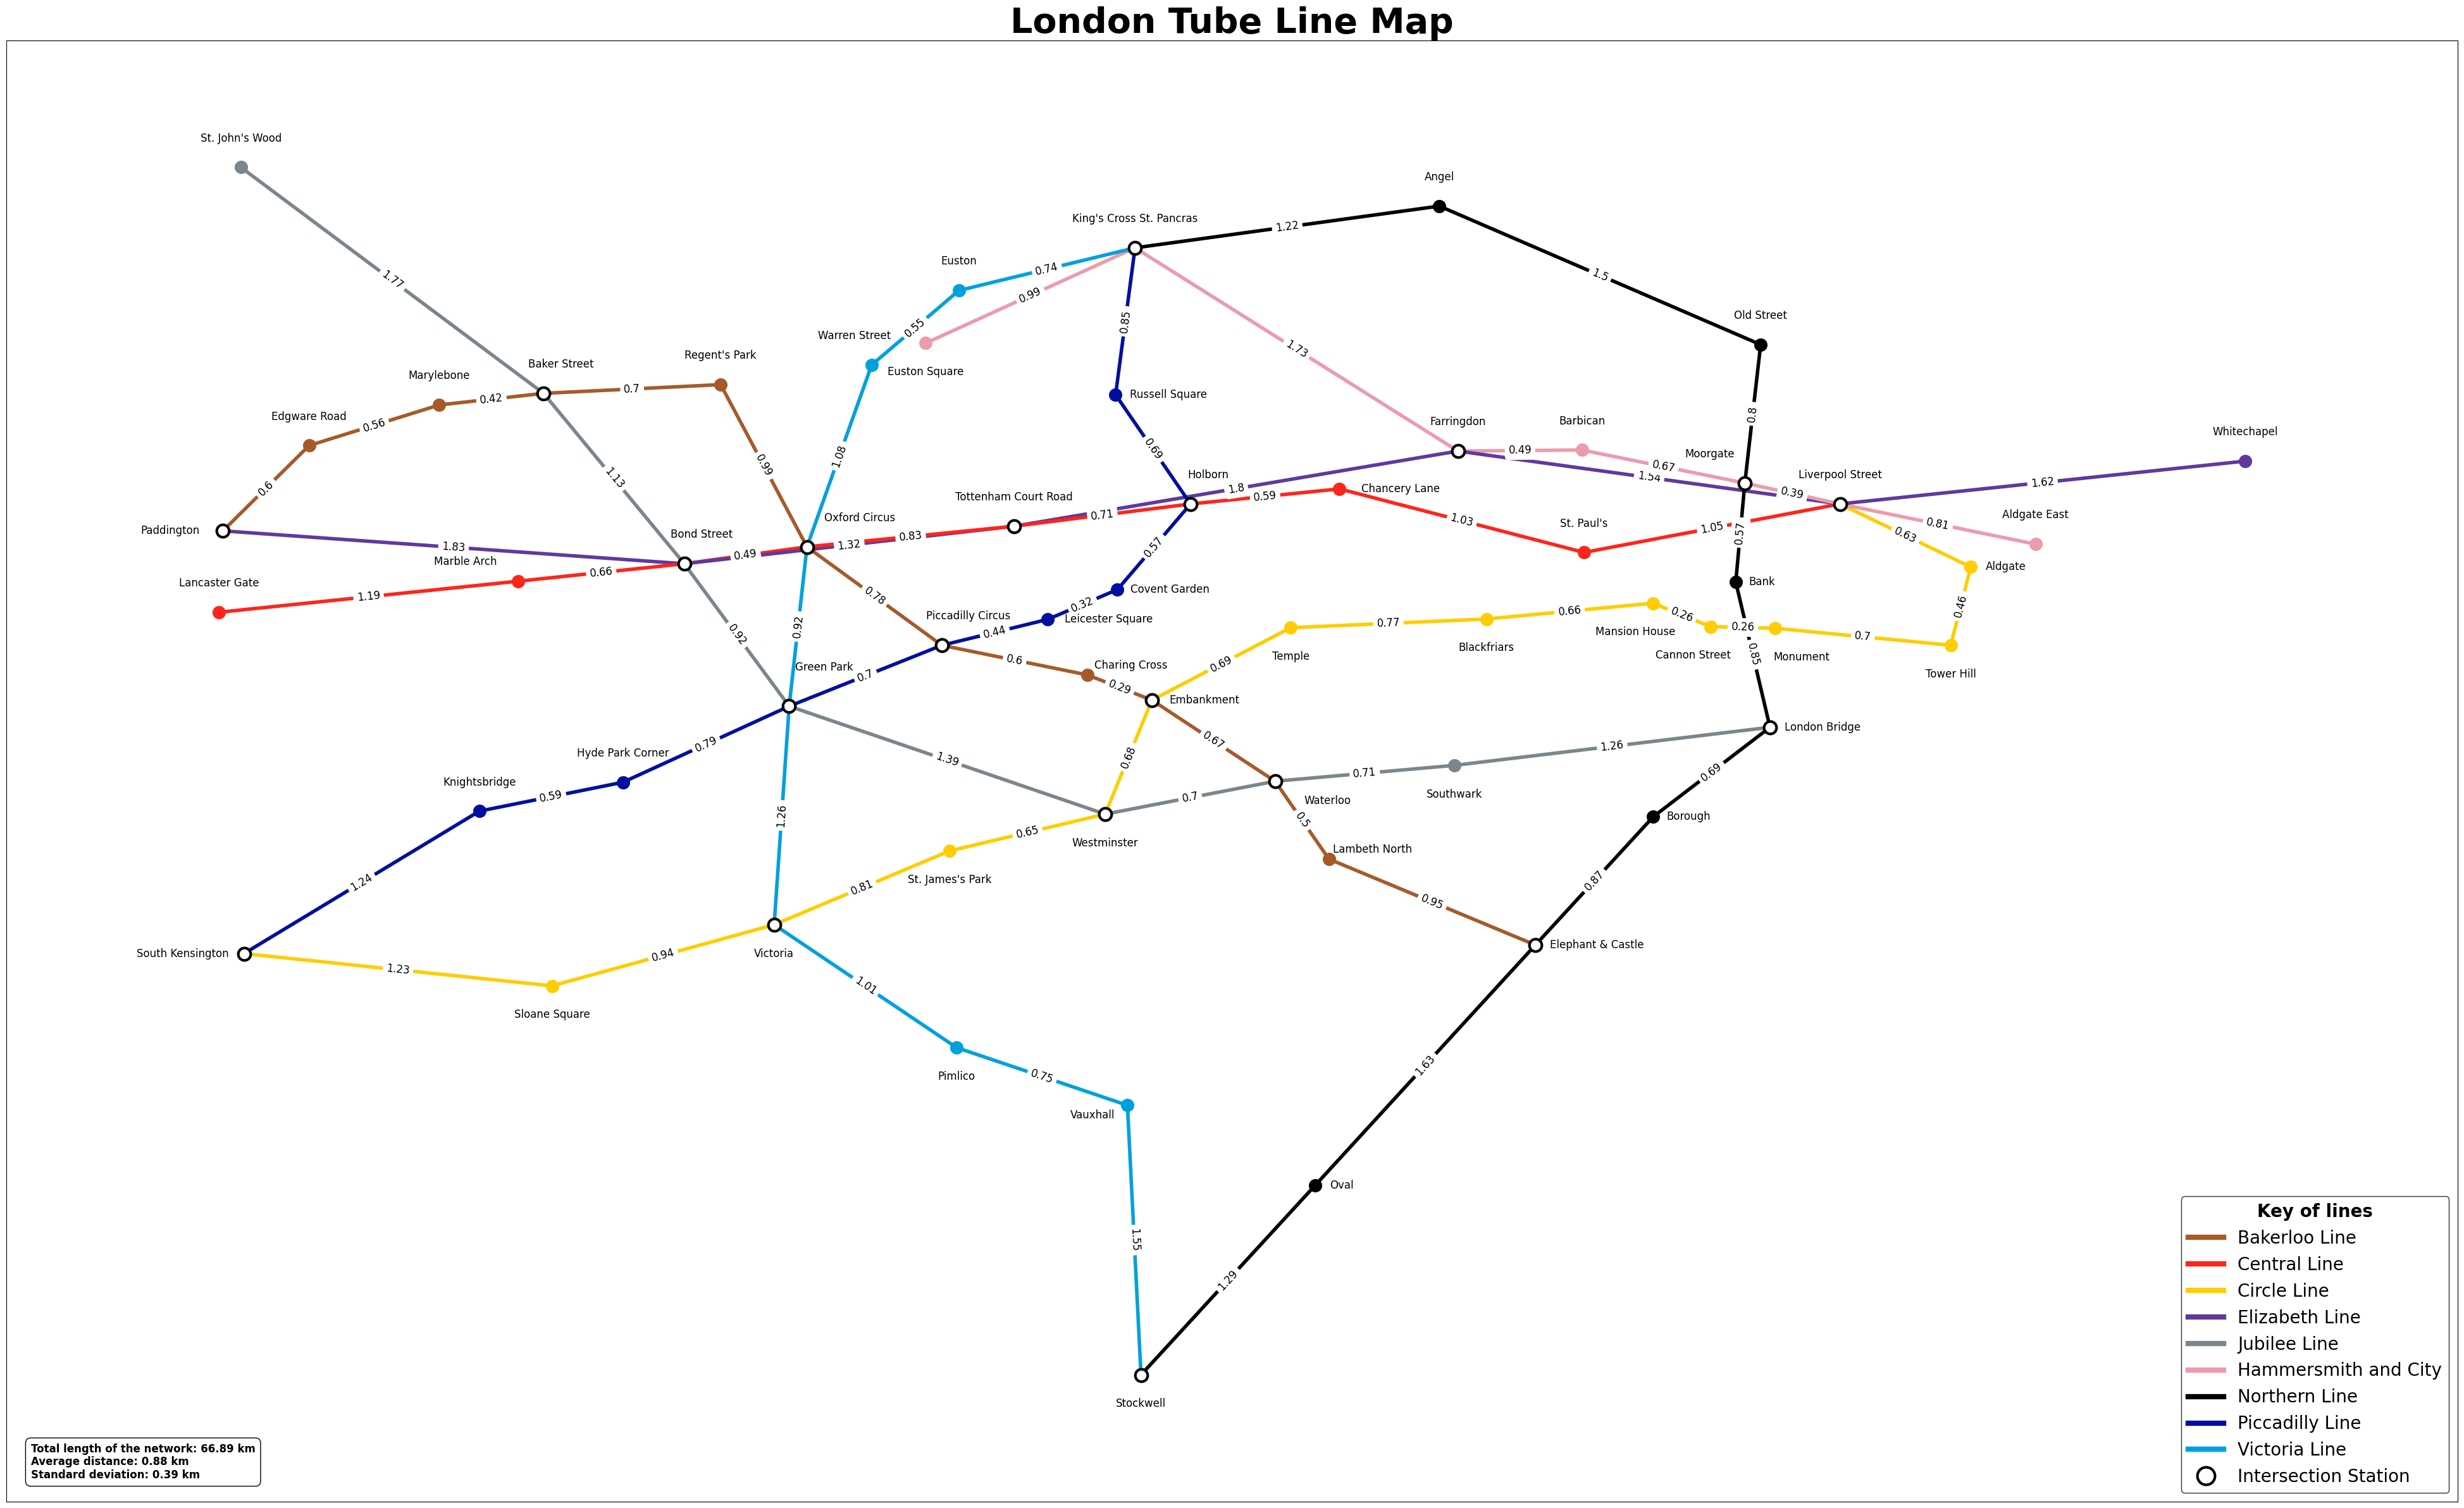 London Tube Line Map
St. John's Wood
Angel
King's Cross St. Pancras
1.22
Euston
0.74
1.5
1.77
0.99
Old Street
0.85
Warren Street
0.55
1.73
Regent's Park
Baker Street
Euston Square
Marylebone
0.7
0.42
Russell Square
Edgware Road
0.56
0.8
Farringdon
Barbican
Whitechapel
0.69
0.49
Moorgate
1.08
0.99
0.67
1.13
Holborn
1.54
Liverpool Street
1.62
0.6
Tottenham Court Road
1.8
0.59
Chancery Lane
0.39
Oxford Circus
0.71
1.03
St. Paul's
1.05
0.81
Aldgate East
Paddington
Bond Street
0.83
0.63
0.57
1.83
1.32
0.57
0.49
Marble Arch
0.66
Aldgate
Lancaster Gate
1.19
Bank
Covent Garden
0.78
0.32
0.46
Piccadilly Circus
0.44
Leicester Square
0.77
0.66
0.26
0.92
0.92
Mansion House
0.26
0.7
Blackfriars
Temple
Cannon Street
Monument
0.85
0.6
Charing Cross
0.69
Green Park
0.7
Tower Hill
0.29
Embankment
London Bridge
0.67
Hyde Park Corner
0.79
1.39
0.68
1.26
0.71
0.69
Knightsbridge
0.59
Southwark
0.7
Waterloo
1.26
0.5
Borough
0.65
Westminster
Lambeth North
1.24
St. James's Park
0.81
0.87
0.95
South Kensington
Victoria
0.94
Elephant & Castle
1.23
1.01
Sloane Square
1.63
Pimlico
0.75
Vauxhall
Oval
1.55
1.29
Stockwell
Key of lines
Bakerloo Line
Central Line
Circle Line
Elizabeth Line
Jubilee Line
Hammersmith and City
Northern Line
Piccadilly Line
Victoria Line
Intersection Station
Total length of the network: 66.89 km
Average distance: 0.88 km
Standard deviation: 0.39 km